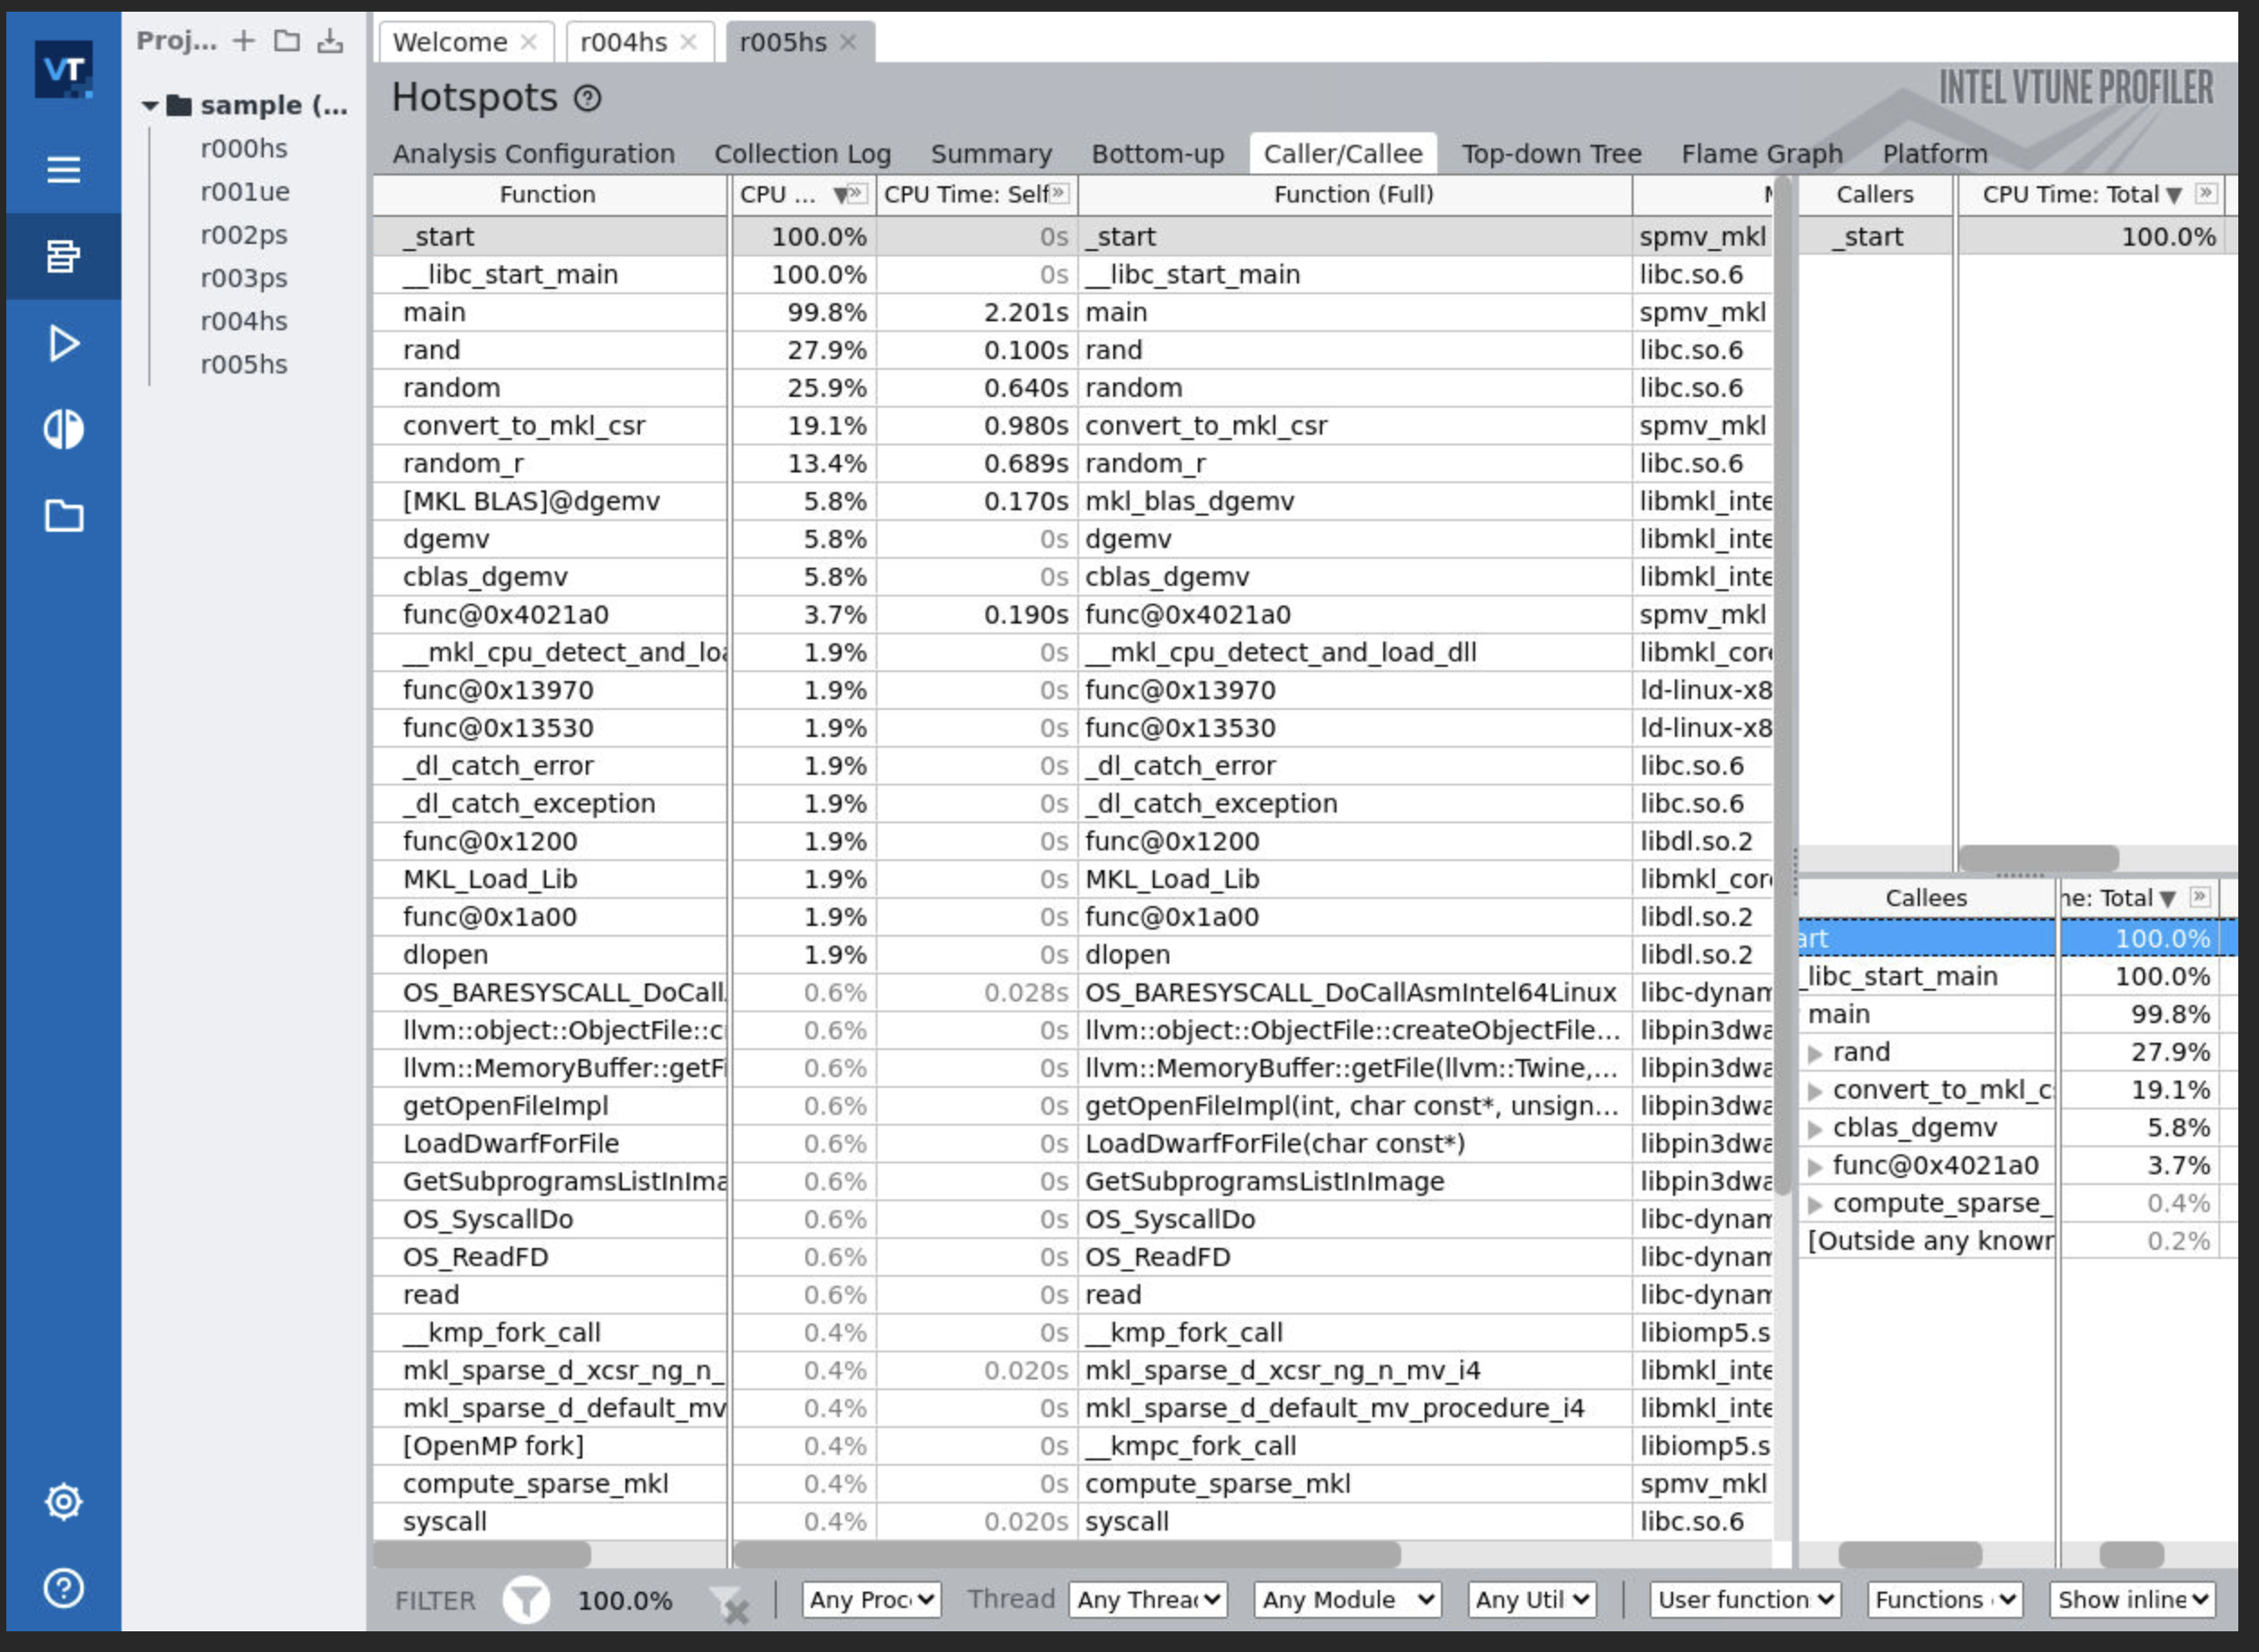 VT
Proj...
sample (...
r000hs
r001ue
r002ps
r003ps
r004hs
r005hs
Welcome
r004hs
r005hs
Hotspots
INTEL VTUNE PROFILER
Analysis Configuration Collection Log Summary Bottom-up Caller/Callee Top-down Tree Flame Graph Platform
Function CPU ... CPU Time: Self Function (Full)
_start 100.0% 0s _start spmv_mkl
__libc_start_main 100.0% 0s __libc_start_main libc.so.6
main 99.8% 2.201s main spmv_mkl
rand 27.9% 0.100s rand libc.so.6
random 25.9% 0.640s random libc.so.6
convert_to_mkl_csr 19.1% 0.980s convert_to_mkl_csr spmv_mkl
random_r 13.4% 0.689s random_r libc.so.6
[MKL BLAS]@dgemv 5.8% 0.170s mkl_blas_dgemv libmkl_inte
dgemv 5.8% 0s dgemv libmkl_inte
cblas_dgemv 5.8% 0s cblas_dgemv libmkl_inte
func@0x4021a0 3.7% 0.190s func@0x4021a0 spmv_mkl
__mkl_cpu_detect_and_loa 1.9% 0s __mkl_cpu_detect_and_load_dll libmkl_core
func@0x13970 1.9% 0s func@0x13970 ld-linux-x8
func@0x13530 1.9% 0s func@0x13530 ld-linux-x8
_dl_catch_error 1.9% 0s _dl_catch_error libc.so.6
_dl_catch_exception 1.9% 0s _dl_catch_exception libc.so.6
func@0x1200 1.9% 0s func@0x1200 libdl.so.2
MKL_Load_Lib 1.9% 0s MKL_Load_Lib libmkl_core
func@0x1a00 1.9% 0s func@0x1a00 libdl.so.2
dlopen 1.9% 0s dlopen libdl.so.2
OS_BARESYSCALL_DoCall 0.6% 0.028s OS_BARESYSCALL_DoCallAsmIntel64Linux libc-dynam
llvm::object::ObjectFile::c 0.6% 0s llvm::object::ObjectFile::createObjectFile... libpin3dwa
llvm::MemoryBuffer::getF 0.6% 0s llvm::MemoryBuffer::getFile(llvm::Twine,... libpin3dwa
getOpenFileImpl 0.6% 0s getOpenFileImpl(int, char const*, unsign... libpin3dwa
LoadDwarfForFile 0.6% 0s LoadDwarfForFile(char const*) libpin3dwa
GetSubprogramsListInIma 0.6% 0s GetSubprogramsListInImage libpin3dwa
OS_SyscallDo 0.6% 0s OS_SyscallDo libc-dynam
OS_ReadFD 0.6% 0s OS_ReadFD libc-dynam
read 0.6% 0s read libc-dynam
__kmp_fork_call 0.4% 0s __kmp_fork_call libiomp5.s
mkl_sparse_d_xcsr_ng_n_ 0.4% 0.020s mkl_sparse_d_xcsr_ng_n_mv_i4 libmkl_inte
mkl_sparse_d_default_mv 0.4% 0s mkl_sparse_d_default_mv_procedure_i4 libmkl_inte
[OpenMP fork] 0.4% 0s __kmpc_fork_call libiomp5.s
compute_sparse_mkl 0.4% 0s compute_sparse_mkl spmv_mkl
syscall 0.4% 0.020s syscall libc.so.6
Callers CPU Time: Total
_start 100.0%
Callees ne: Total
art 100.0%
_libc_start_main 100.0%
main 99.8%
rand 27.9%
convert_to_mkl_c 19.1%
cblas_dgemv 5.8%
func@0x4021a0 3.7%
compute_sparse_ 0.4%
[Outside any known 0.2%
FILTER 100.0% Any Proc Thread Any Threa Any Module Any Util User function Functions Show inline